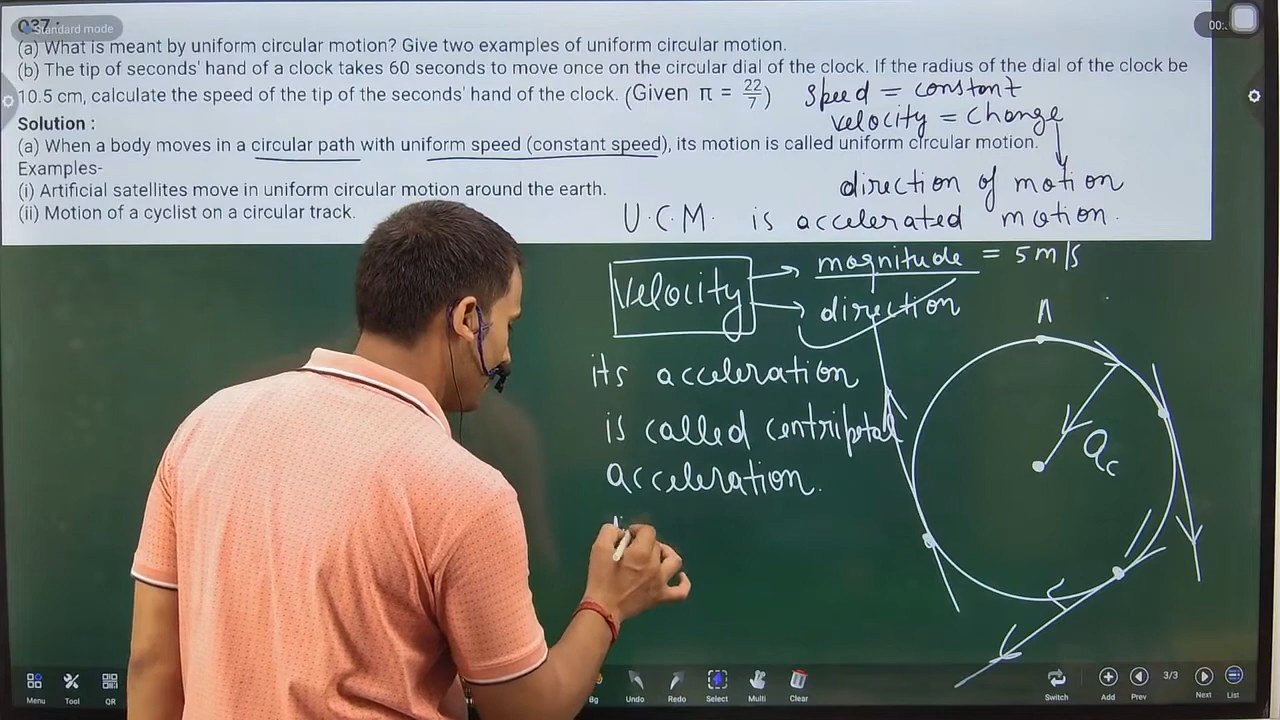 Q37 :
Standard mode
00:
(a) What is meant by uniform circular motion? Give two examples of uniform circular motion.
(b) The tip of seconds' hand of a clock takes 60 seconds to move once on the circular dial of the clock. If the radius of the dial of the clock be
10.5 cm, calculate the speed of the tip of the seconds' hand of the clock. (Given π = 22/7)
speed = constant
velocity = change
Solution :
(a) When a body moves in a circular path with uniform speed (constant speed), its motion is called uniform circular motion.
Examples-
(i) Artificial satellites move in uniform circular motion around the earth.
direction of motion
(ii) Motion of a cyclist on a circular track.
U.C.M. is accelerated motion.
Velocity
magnitude = 5m/s
direction
its acceleration
is called centripetal
acceleration.
a c
Menu
Tool
QR
Bg
Undo
Redo
Select
Multi
Clear
Switch
Add
Prev
3/3
Next
List